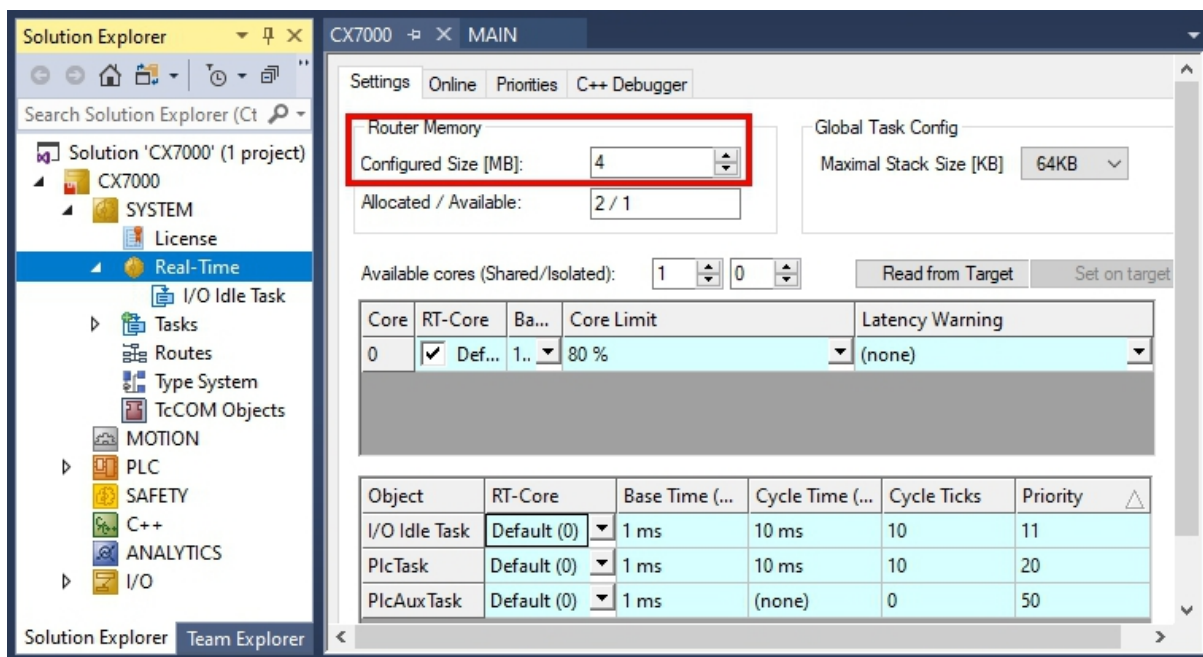 Solution Explorer
Search Solution Explorer (Ct
Solution 'CX7000' (1 project)
CX7000
SYSTEM
License
Real-Time
I/O Idle Task
Tasks
Routes
Type System
TcCOM Objects
MOTION
PLC
SAFETY
C++
ANALYTICS
I/O
Solution Explorer Team Explorer
CX7000 MAIN
Settings Online Priorities C++ Debugger
Router Memory
Configured Size [MB]: 4
Allocated / Available: 2 / 1
Global Task Config
Maximal Stack Size [KB] 64KB
Available cores (Shared/Isolated): 1 0 Read from Target Set on target
Core RT-Core Ba... Core Limit Latency Warning
0 Def... 1.. 80 % (none)
Object RT-Core Base Time (... Cycle Time (... Cycle Ticks Priority
I/O Idle Task Default (0) 1 ms 10 ms 10 11
PlcTask Default (0) 1 ms 10 ms 10 20
PlcAuxTask Default (0) 1 ms (none) 0 50